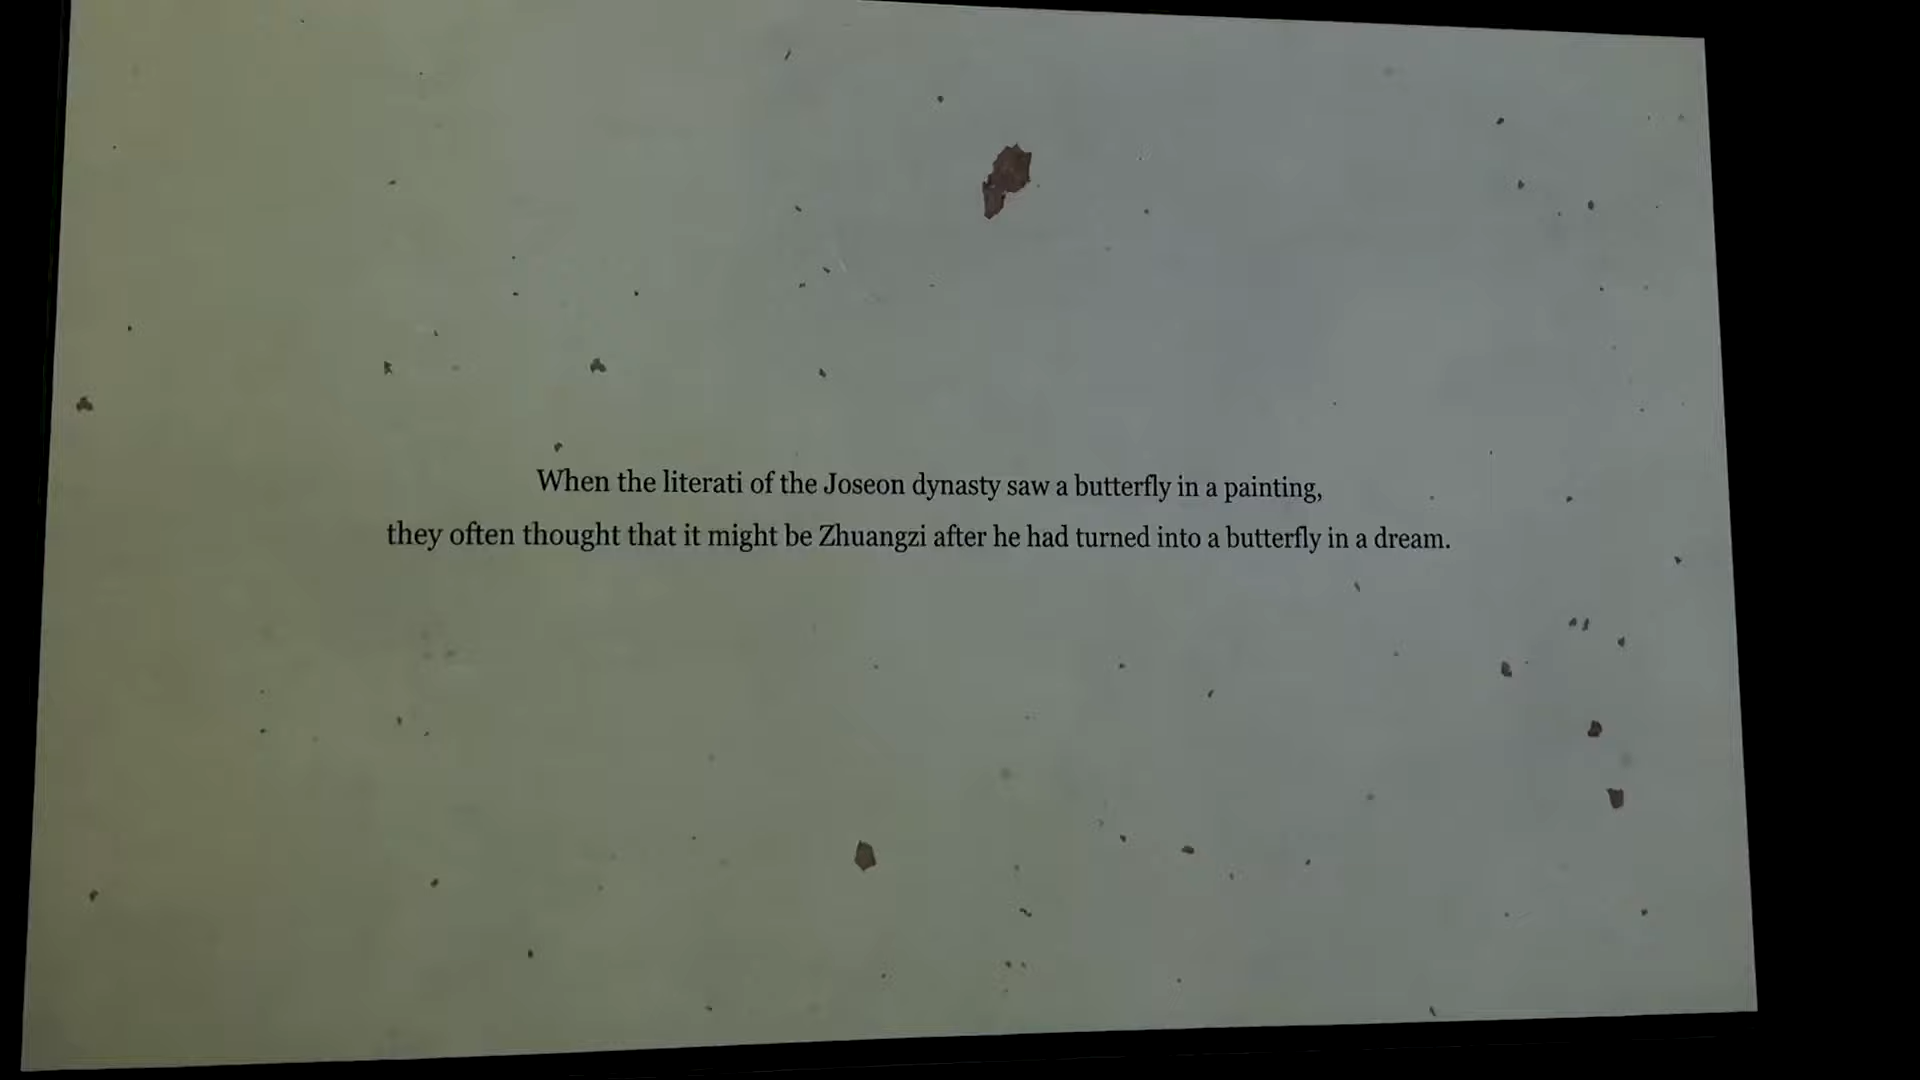 When the literati of the Joseon dynasty saw a butterfly in a painting,
they often thought that it might be Zhuangzi after he had turned into a butterfly in a dream.